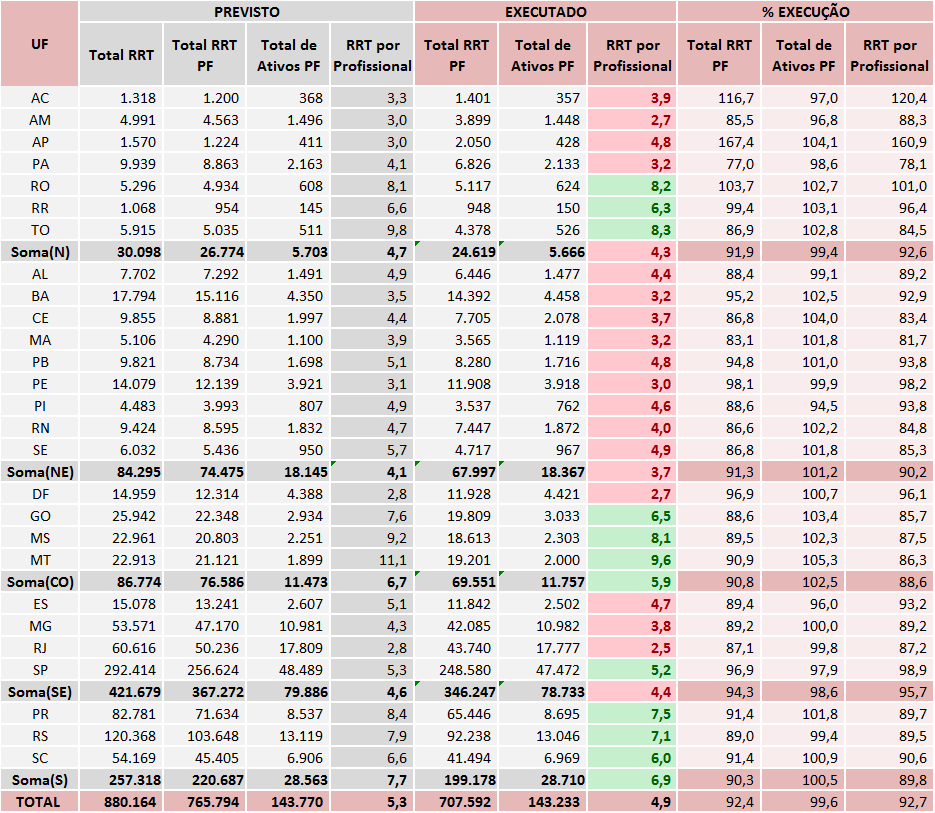 PREVISTO EXECUTADO % EXECUÇÃO
UF Total RRT Total RRT PF Total de Ativos PF RRT por Profissional Total RRT PF Total de Ativos PF RRT por Profissional Total RRT PF Total de Ativos PF RRT por Profissional
AC 1.318 1.200 368 3,3 1.401 357 3,9 116,7 97,0 120,4
AM 4.991 4.563 1.496 3,0 3.899 1.448 2,7 85,5 96,8 88,3
AP 1.570 1.224 411 3,0 2.050 428 4,8 167,4 104,1 160,9
PA 9.939 8.863 2.163 4,1 6.826 2.133 3,2 77,0 98,6 78,1
RO 5.296 4.934 608 8,1 5.117 624 8,2 103,7 102,7 101,0
RR 1.068 954 145 6,6 948 150 6,3 99,4 103,1 96,4
TO 5.915 5.035 511 9,8 4.378 526 8,3 86,9 102,8 84,5
Soma(N) 30.098 26.774 5.703 4,7 24.619 5.666 4,3 91,9 99,4 92,6
AL 7.702 7.292 1.491 4,9 6.446 1.477 4,4 88,4 99,1 89,2
BA 17.794 15.116 4.350 3,5 14.392 4.458 3,2 95,2 102,5 92,9
CE 9.855 8.881 1.997 4,4 7.705 2.078 3,7 86,8 104,0 83,4
MA 5.106 4.290 1.100 3,9 3.565 1.119 3,2 83,1 101,8 81,7
PB 9.821 8.734 1.698 5,1 8.280 1.716 4,8 94,8 101,0 93,8
PE 14.079 12.139 3.921 3,1 11.908 3.918 3,0 98,1 99,9 98,2
PI 4.483 3.993 807 4,9 3.537 762 4,6 88,6 94,5 93,8
RN 9.424 8.595 1.832 4,7 7.447 1.872 4,0 86,6 102,2 84,8
SE 6.032 5.436 950 5,7 4.717 967 4,9 86,8 101,8 85,3
Soma(NE) 84.295 74.475 18.145 4,1 67.997 18.367 3,7 91,3 101,2 90,2
DF 14.959 12.314 4.388 2,8 11.928 4.421 2,7 96,9 100,7 96,1
GO 25.942 22.348 2.934 7,6 19.809 3.033 6,5 88,6 103,4 85,7
MS 22.961 20.803 2.251 9,2 18.613 2.303 8,1 89,5 102,3 87,5
MT 22.913 21.121 1.899 11,1 19.201 2.000 9,6 90,9 105,3 86,3
Soma(CO) 86.774 76.586 11.473 6,7 69.551 11.757 5,9 90,8 102,5 88,6
ES 15.078 13.241 2.607 5,1 11.842 2.502 4,7 89,4 96,0 93,2
MG 53.571 47.170 10.981 4,3 42.085 10.982 3,8 89,2 100,0 89,2
RJ 60.616 50.236 17.809 2,8 43.740 17.777 2,5 87,1 99,8 87,2
SP 292.414 256.624 48.489 5,3 248.580 47.472 5,2 96,9 97,9 98,9
Soma(SE) 421.679 367.272 79.886 4,6 346.247 78.733 4,4 94,3 98,6 95,7
PR 82.781 71.634 8.537 8,4 65.446 8.695 7,5 91,4 101,8 89,7
RS 120.368 103.648 13.119 7,9 92.238 13.046 7,1 89,0 99,4 89,5
SC 54.169 45.405 6.906 6,6 41.494 6.969 6,0 91,4 100,9 90,6
Soma(S) 257.318 220.687 28.563 7,7 199.178 28.710 6,9 90,3 100,5 89,8
TOTAL 880.164 765.794 143.770 5,3 707.592 143.233 4,9 92,4 99,6 92,7